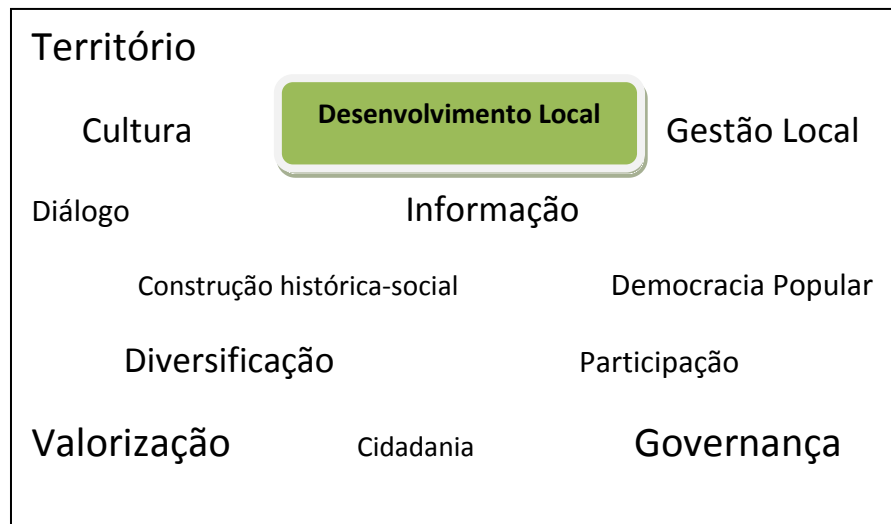 Território
Cultura Desenvolvimento Local Gestão Local
Diálogo Informação
Construção histórica-social Democracia Popular
Diversificação Participação
Valorização Cidadania Governança